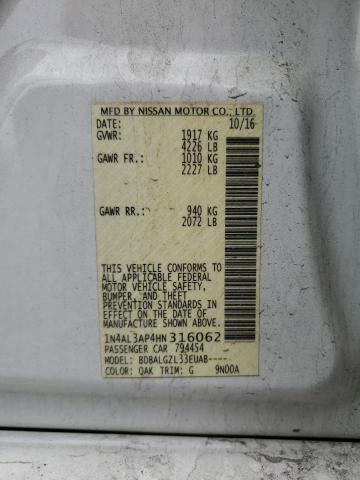 MFD BY NISSAN MOTOR CO., LTD.
DATE: 10/16
GVWR: 1917 KG
4226 LB
GAWR FR.: 1010 KG
2227 LB
GAWR RR.: 940 KG
2072 LB
THIS VEHICLE CONFORMS TO
ALL APPLICABLE FEDERAL
MOTOR VEHICLE SAFETY,
BUMPER, AND THEFT
PREVENTION STANDARDS
IN EFFECT ON THE DATE OF
MANUFACTURE SHOWN ABOVE.
1N4AL3AP4HN316062
PASSENGER CAR 794454
MODEL: BDBALGZL33EUAB----
COLOR: QAK TRIM: G 9N00A